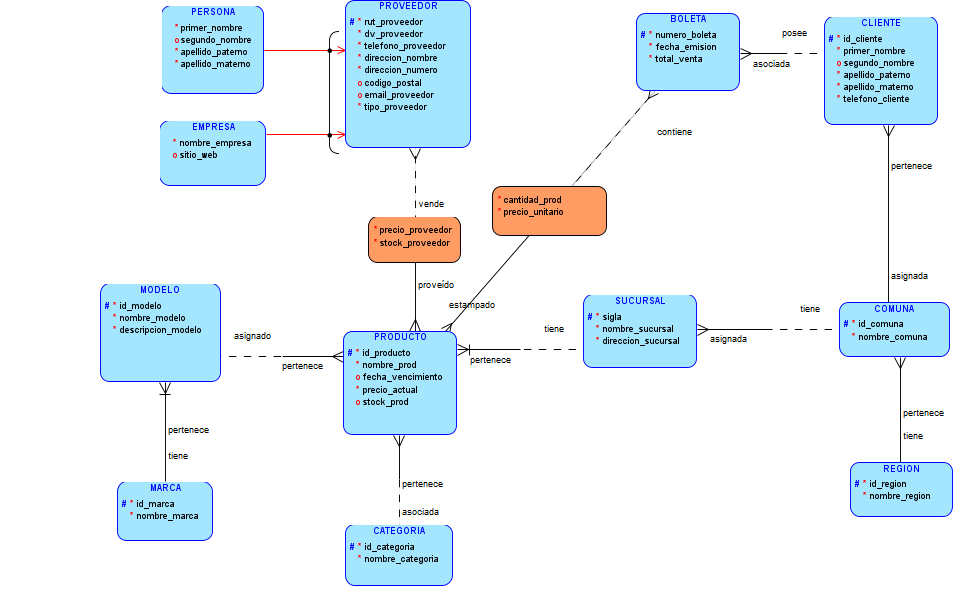 PERSONA
* primer_nombre
o segundo_nombre
* apellido_paterno
* apellido_materno
PROVEEDOR
# * rut_proveedor
* dv_proveedor
* telefono_proveedor
* direccion_nombre
* direccion_numero
o codigo_postal
o email_proveedor
* tipo_proveedor
BOLETA
# * numero_boleta
* fecha_emision
* total_venta
posee
asociada
CLIENTE
# * id_cliente
* primer_nombre
o segundo_nombre
* apellido_paterno
* apellido_materno
* telefono_cliente
EMPRESA
* nombre_empresa
o sitio_web
contiene
pertenece
vende
* cantidad_prod
* precio_unitario
* precio_proveedor
* stock_proveedor
proveído
estampado
asignada
MODELO
# * id_modelo
* nombre_modelo
* descripcion_modelo
asignado
pertenece
PRODUCTO
# * id_producto
* nombre_prod
o fecha_vencimiento
* precio_actual
o stock_prod
tiene
pertenece
SUCURSAL
# * sigla
* nombre_sucursal
* direccion_sucursal
tiene
asignada
COMUNA
# * id_comuna
* nombre_comuna
pertenece
tiene
pertenece
tiene
MARCA
# * id_marca
* nombre_marca
pertenece
asociada
CATEGORIA
# * id_categoria
* nombre_categoria
REGION
# * id_region
* nombre_region